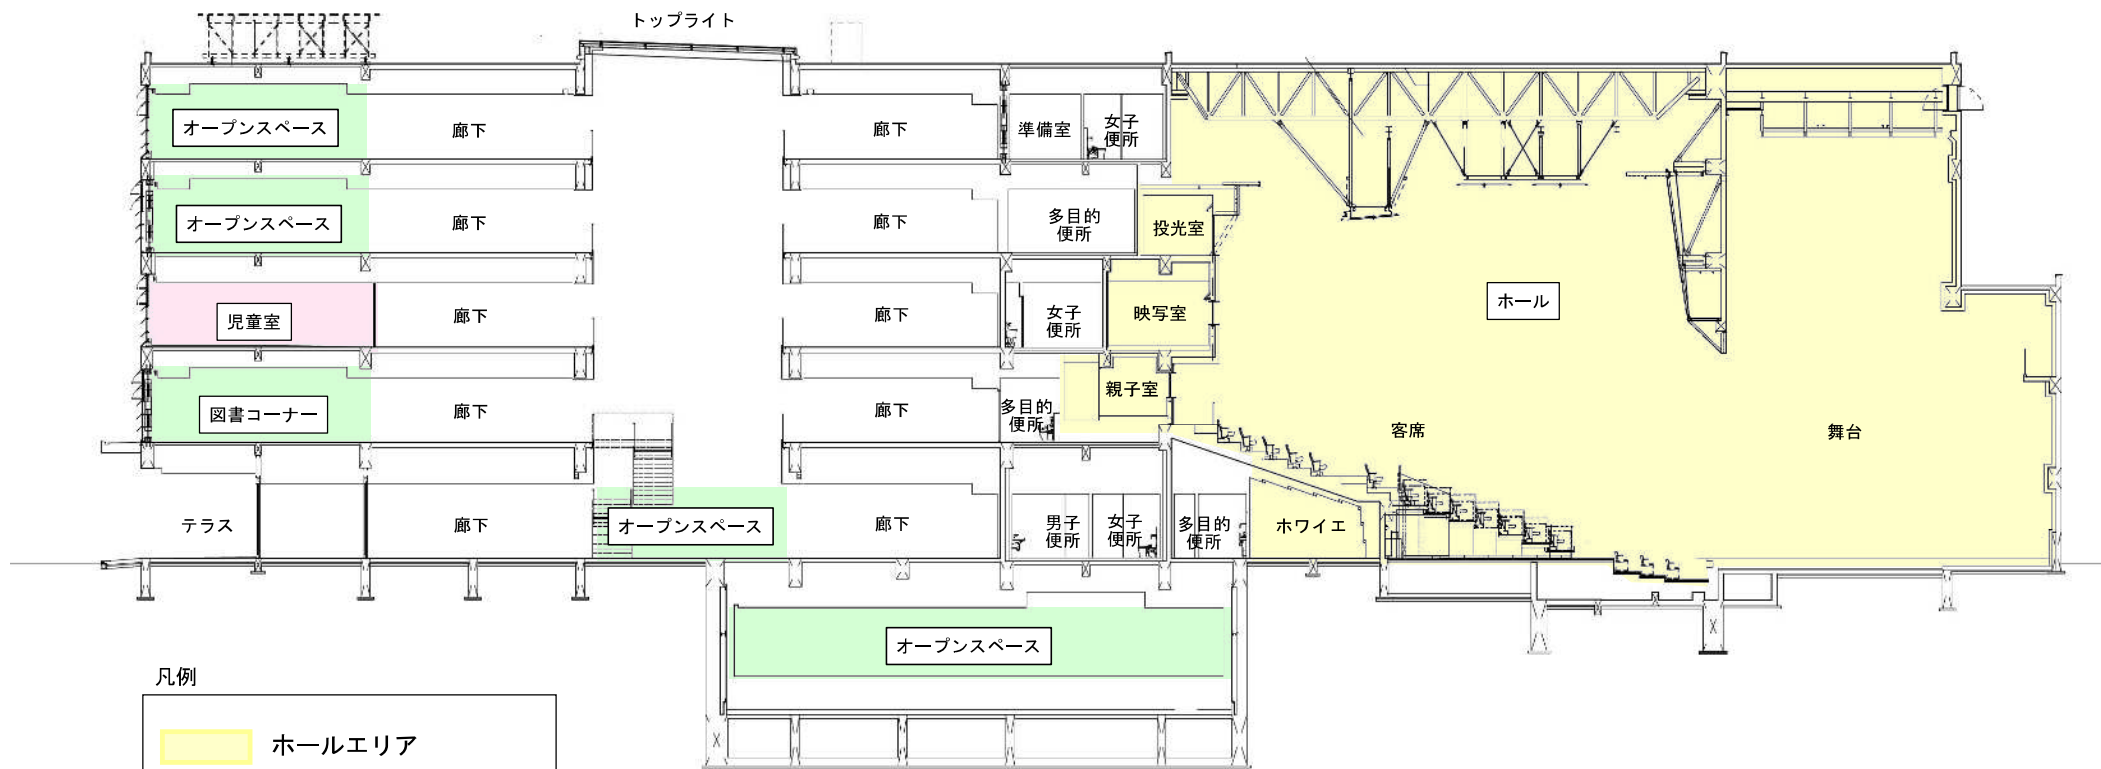 トップライト
オープンスペース
廊下
廊下
準備室
女子
便所
オープンスペース
廊下
廊下
多目的
便所
投光室
児童室
廊下
廊下
女子
便所
映写室
ホール
図書コーナー
廊下
廊下
多目的
便所
親子室
客席
舞台
テラス
廊下
オープンスペース
廊下
男子
便所
女子
便所
多目的
便所
ホワイエ
オープンスペース
凡例
ホールエリア